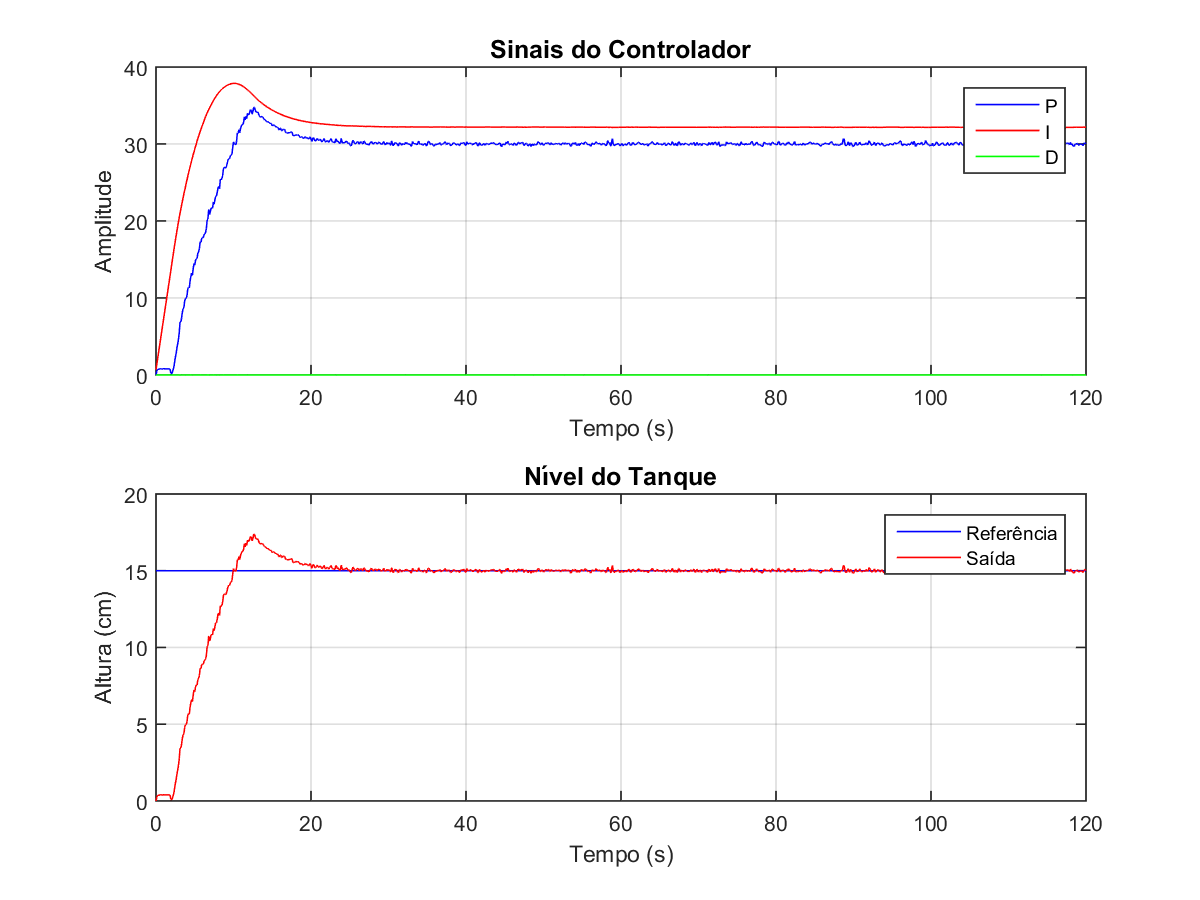 Sinais do Controlador
40
30
20
10
0
Amplitude
P
I
D
0 20 40 60 80 100 120
Tempo (s)
Nível do Tanque
20
15
10
5
0
Altura (cm)
Referência
Saída
0 20 40 60 80 100 120
Tempo (s)